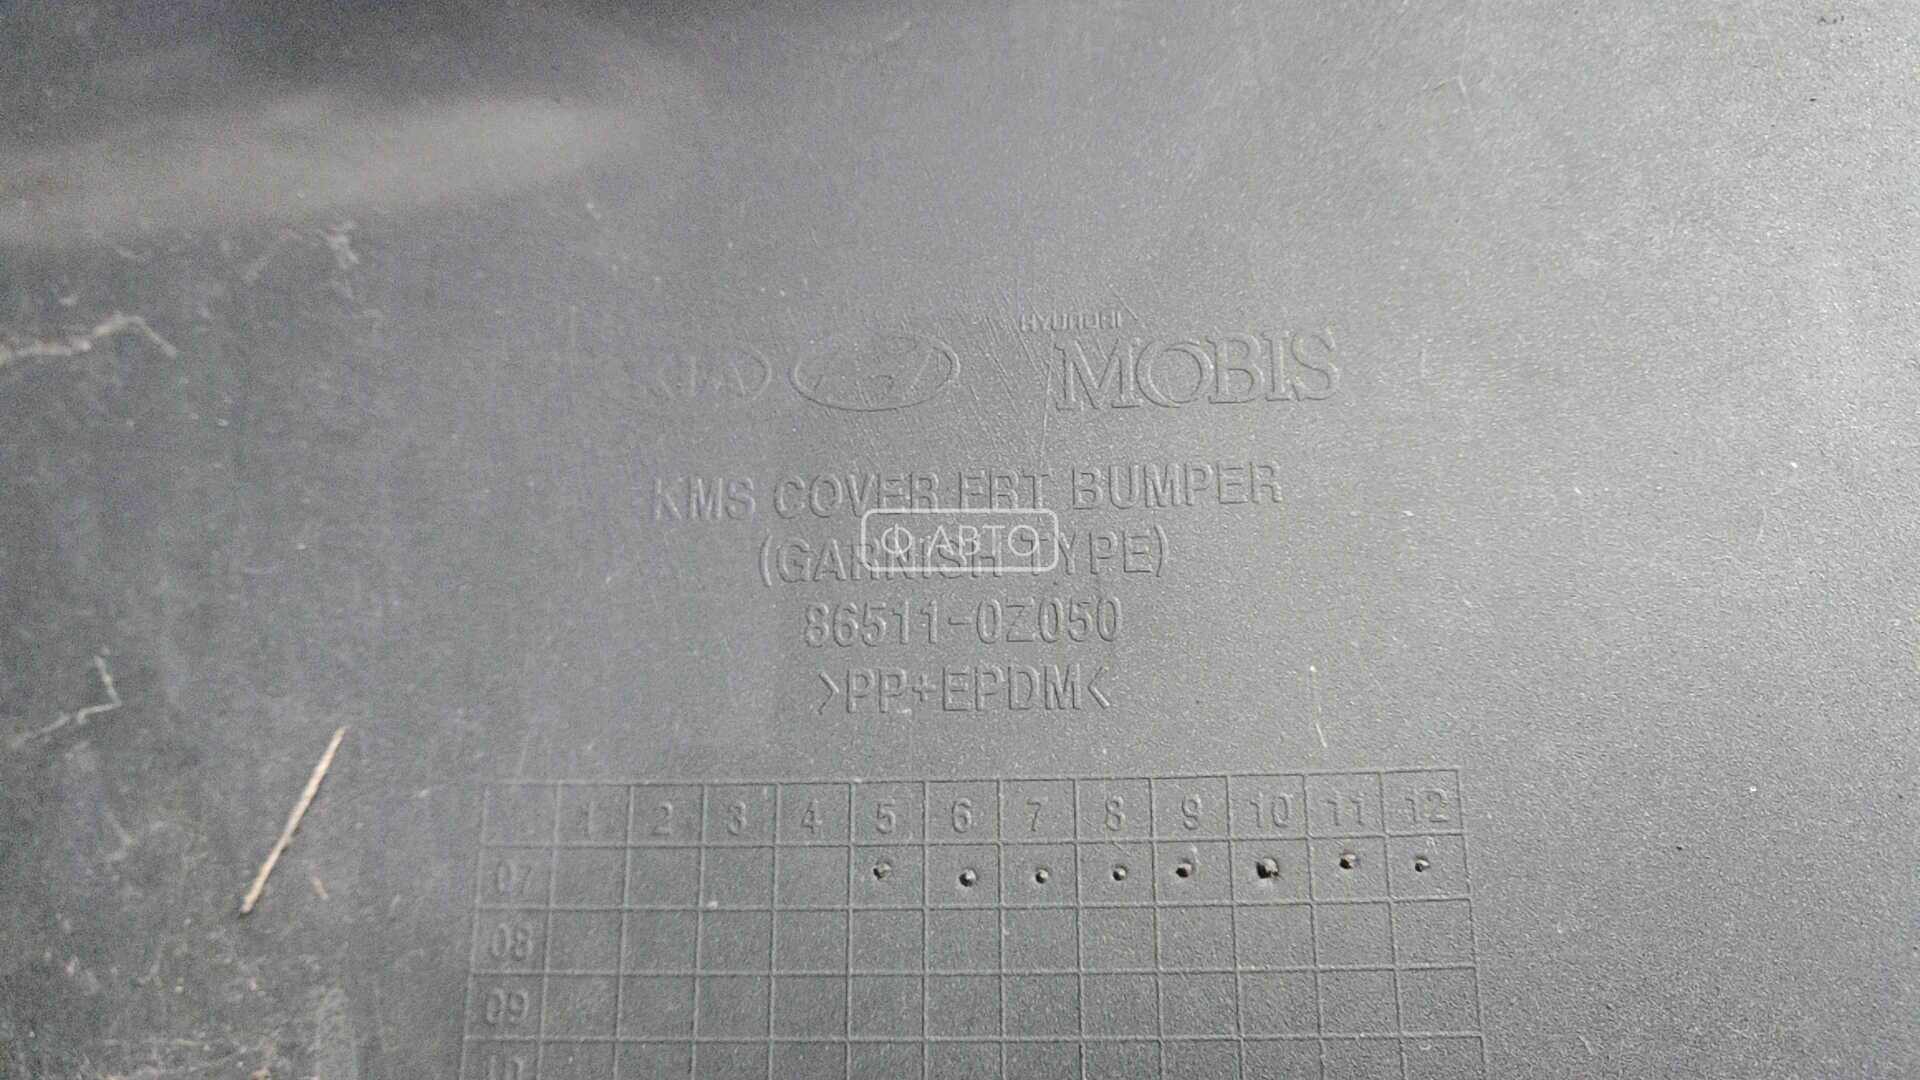 HYUNDAI
KIA MOBIS
KMS COVER FRT BUMPER
(GARNISH TYPE)
Ф·АВТО
86511-0Z050
>PP+EPDM<
1 2 3 4 5 6 7 8 9 10 11 12
07
08
09